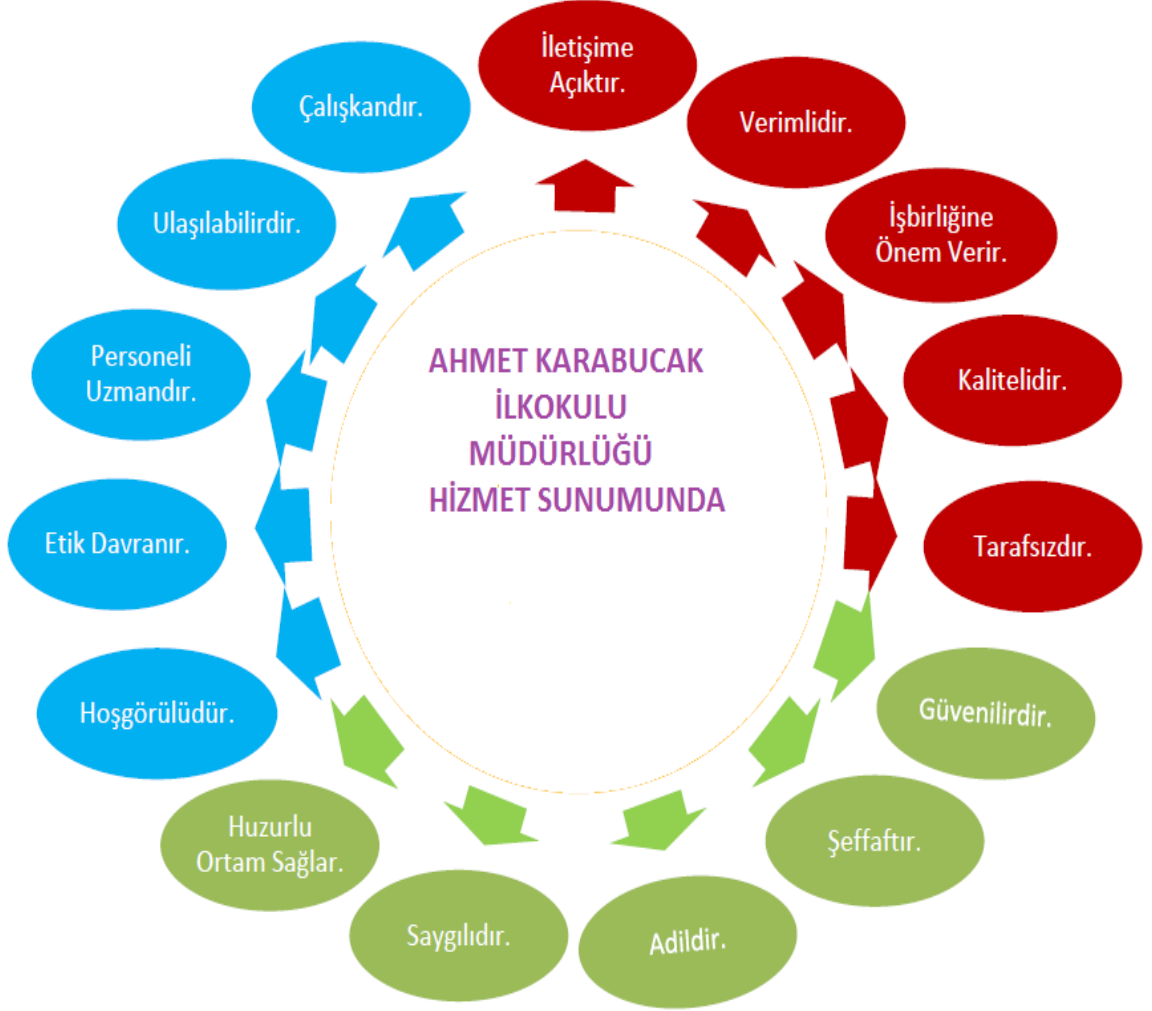 AHMET KARABUCAK
İLKOKULU
MÜDÜRLÜĞÜ
HİZMET SUNUMUNDA
İletişime
Açıktır.
Verimlidir.
İşbirliğine
Önem Verir.
Kalitelidir.
Tarafsızdır.
Güvenilirdir.
Şeffaftır.
Adildir.
Saygılıdır.
Huzurlu
Ortam Sağlar.
Hoşgörülüdür.
Etik Davranır.
Personeli
Uzmandır.
Ulaşılabilirdir.
Çalışkandır.